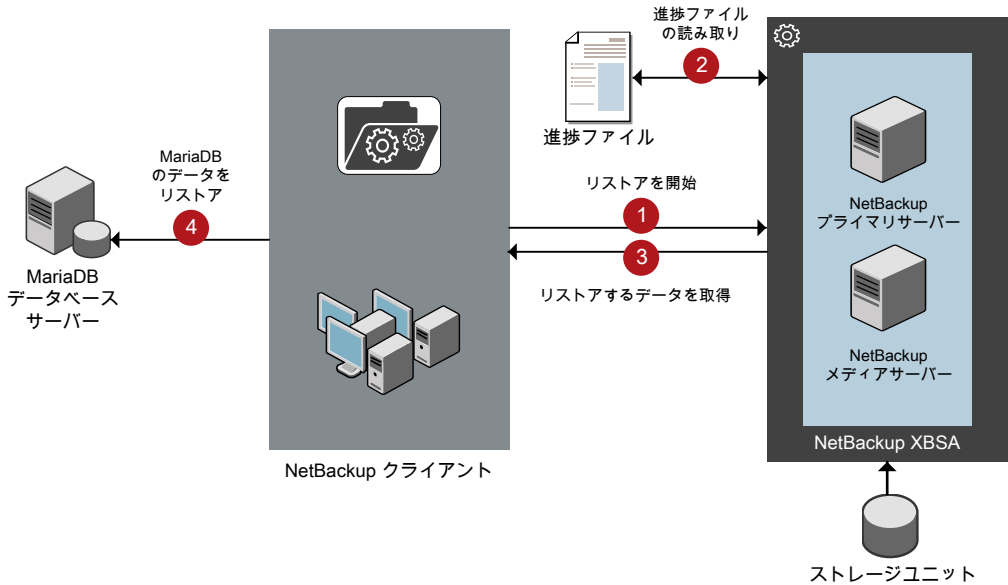 進捗ファイル
の読み取り
2
進捗ファイル
MariaDB
のデータを
リストア
4
MariaDB
データベース
サーバー
リストアを開始
1
3
リストアするデータを取得
NetBackup クライアント
NetBackup
プライマリサーバー
NetBackup
メディアサーバー
NetBackup XBSA
ストレージユニット